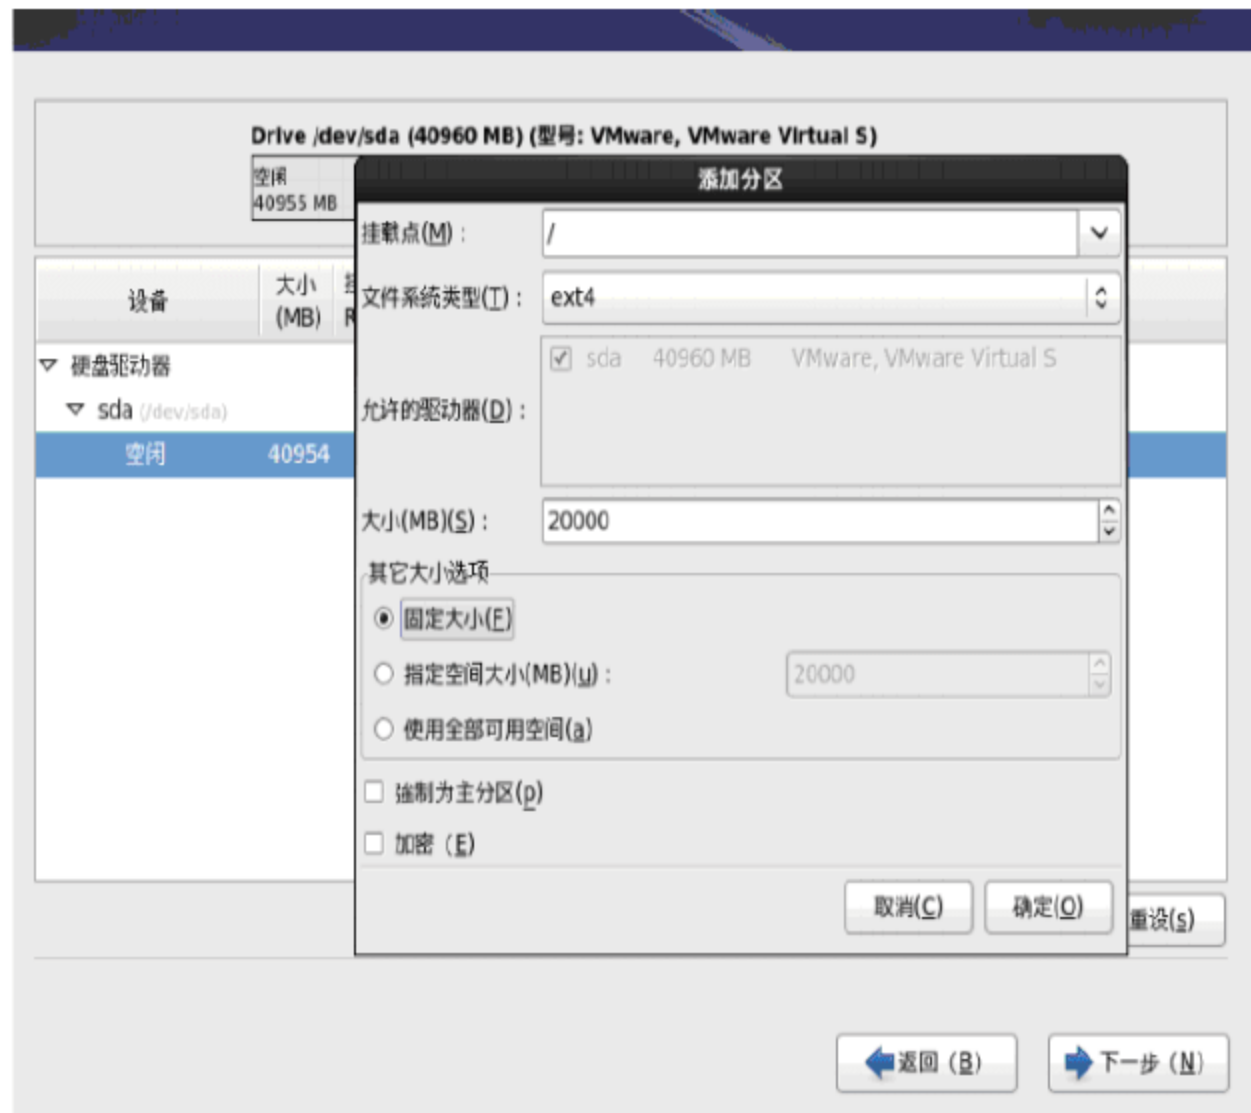 Drive /dev/sda (40960 MB) (型号: VMware, VMware Virtual S)
空闲
40955 MB
添加分区
挂载点(M) :
/
设备
大小
(MB)
R
文件系统类型(T) :
ext4
硬盘驱动器
sda (/dev/sda)
空闲 40954
sda 40960 MB VMware, VMware Virtual S
允许的驱动器(D) :
大小(MB)(S) :
20000
其它大小选项
固定大小(F)
指定空间大小(MB)(u) :
20000
使用全部可用空间(a)
强制为主分区(p)
加密 (E)
取消(C)
确定(O)
重设(s)
返回 (B)
下一步 (N)